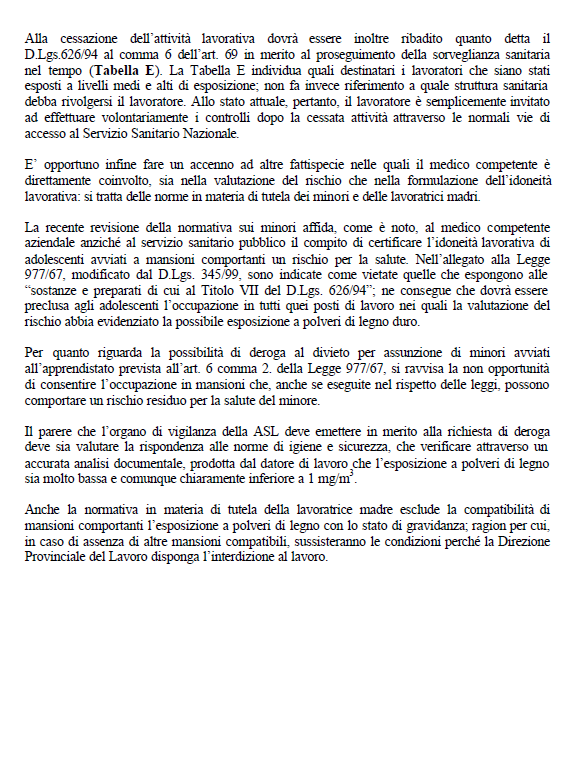 Alla cessazione dell'attività lavorativa dovrà essere inoltre ribadito quanto detta il
D.Lgs.626/94 al comma 6 dell'art. 69 in merito al proseguimento della sorveglianza sanitaria
nel tempo (Tabella E). La Tabella E individua quali destinatari i lavoratori che siano stati
esposti a livelli medi e alti di esposizione; non fa invece riferimento a quale struttura sanitaria
debba rivolgersi il lavoratore. Allo stato attuale, pertanto, il lavoratore è semplicemente invitato
ad effettuare volontariamente i controlli dopo la cessata attività attraverso le normali vie di
accesso al Servizio Sanitario Nazionale.
E' opportuno infine fare un accenno ad altre fattispecie nelle quali il medico competente è
direttamente coinvolto, sia nella valutazione del rischio che nella formulazione dell'idoneità
lavorativa: si tratta delle norme in materia di tutela dei minori e delle lavoratrici madri.
La recente revisione della normativa sui minori affida, come è noto, al medico competente
aziendale anziché al servizio sanitario pubblico il compito di certificare l'idoneità lavorativa di
adolescenti avviati a mansioni comportanti un rischio per la salute. Nell'allegato alla Legge
977/67, modificato dal D.Lgs. 345/99, sono indicate come vietate quelle che espongono alle
"sostanze e preparati di cui al Titolo VII del D.Lgs. 626/94"; ne consegue che dovrà essere
preclusa agli adolescenti l'occupazione in tutti quei posti di lavoro nei quali la valutazione del
rischio abbia evidenziato la possibile esposizione a polveri di legno duro.
Per quanto riguarda la possibilità di deroga al divieto per assunzione di minori avviati
all'apprendistato prevista all'art. 6 comma 2. della Legge 977/67, si ravvisa la non opportunità
di consentire l'occupazione in mansioni che, anche se eseguite nel rispetto delle leggi, possono
comportare un rischio residuo per la salute del minore.
Il parere che l'organo di vigilanza della ASL deve emettere in merito alla richiesta di deroga
deve sia valutare la rispondenza alle norme di igiene e sicurezza, che verificare attraverso un
accurata analisi documentale, prodotta dal datore di lavoro che l'esposizione a polveri di legno
sia molto bassa e comunque chiaramente inferiore a 1 mg/m³.
Anche la normativa in materia di tutela della lavoratrice madre esclude la compatibilità di
mansioni comportanti l'esposizione a polveri di legno con lo stato di gravidanza; ragion per cui,
in caso di assenza di altre mansioni compatibili, sussisteranno le condizioni perché la Direzione
Provinciale del Lavoro disponga l'interdizione al lavoro.